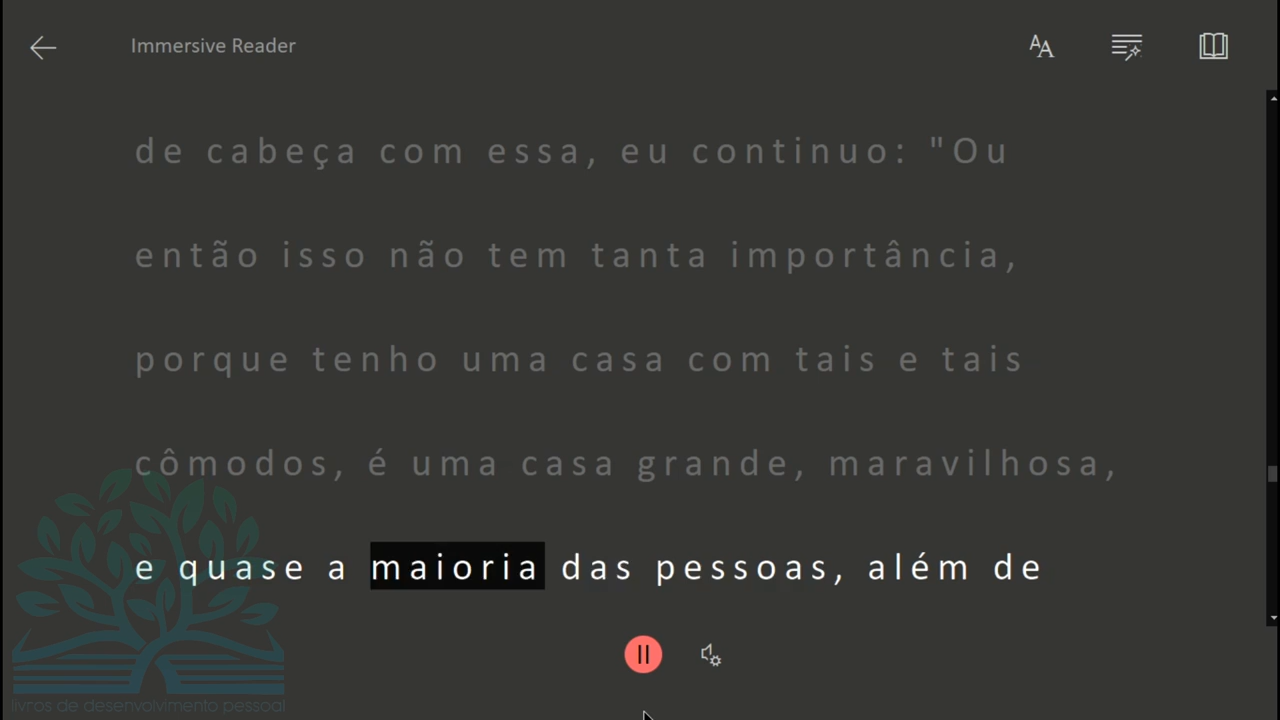 Immersive Reader
de cabeça com essa, eu continuo: "Ou
então isso não tem tanta importância,
porque tenho uma casa com tais e tais
cômodos, é uma casa grande, maravilhosa,
e quase a maioria das pessoas, além de
livros de desenvolvimento pessoal